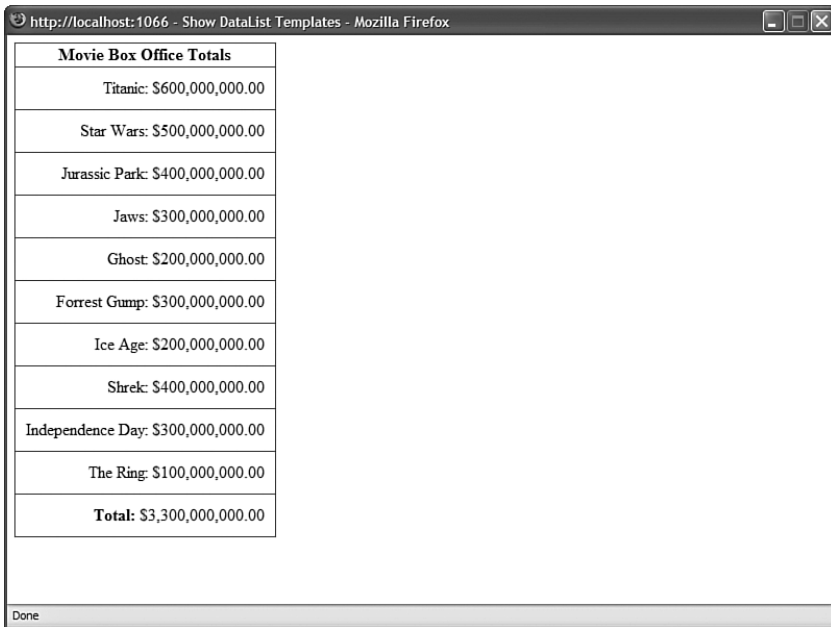 http://localhost:1066 - Show DataList Templates - Mozilla Firefox
Movie Box Office Totals
Titanic: $600,000,000.00
Star Wars: $500,000,000.00
Jurassic Park: $400,000,000.00
Jaws: $300,000,000.00
Ghost: $200,000,000.00
Forrest Gump: $300,000,000.00
Ice Age: $200,000,000.00
Shrek: $400,000,000.00
Independence Day: $300,000,000.00
The Ring: $100,000,000.00
Total: $3,300,000,000.00
Done